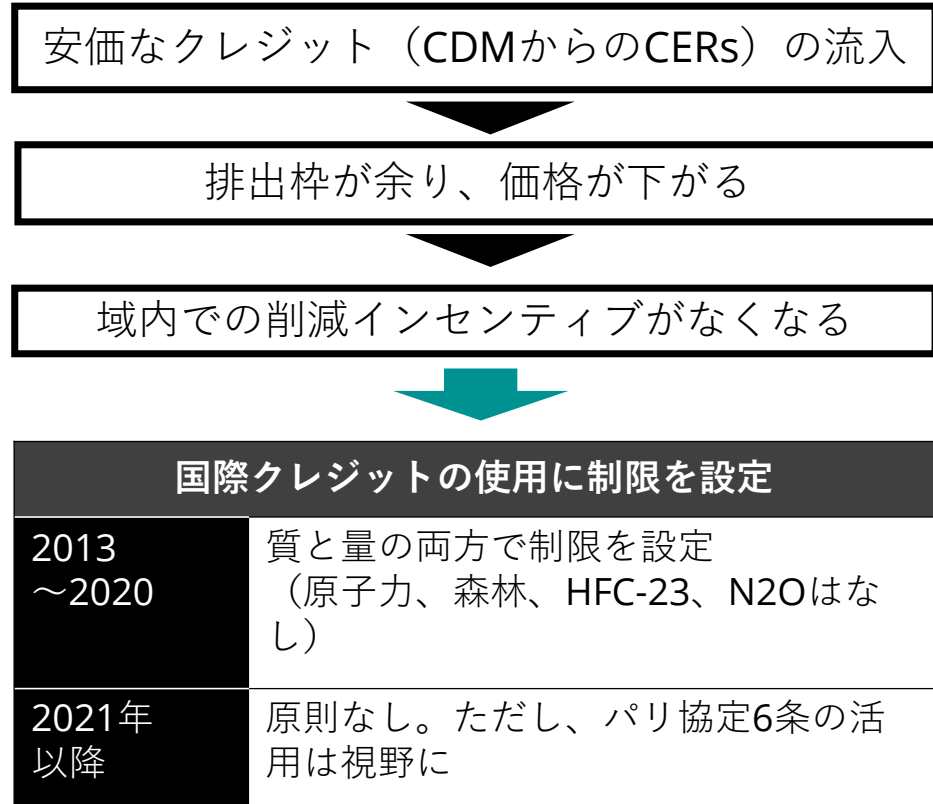 安価なクレジット（CDMからのCERs）の流入
排出枠が余り、価格が下がる
域内での削減インセンティブがなくなる
国際クレジットの使用に制限を設定
2013
～2020
質と量の両方で制限を設定
（原子力、森林、HFC-23、N2Oはな
し）
2021年
以降
原則なし。ただし、パリ協定6条の活
用は視野に